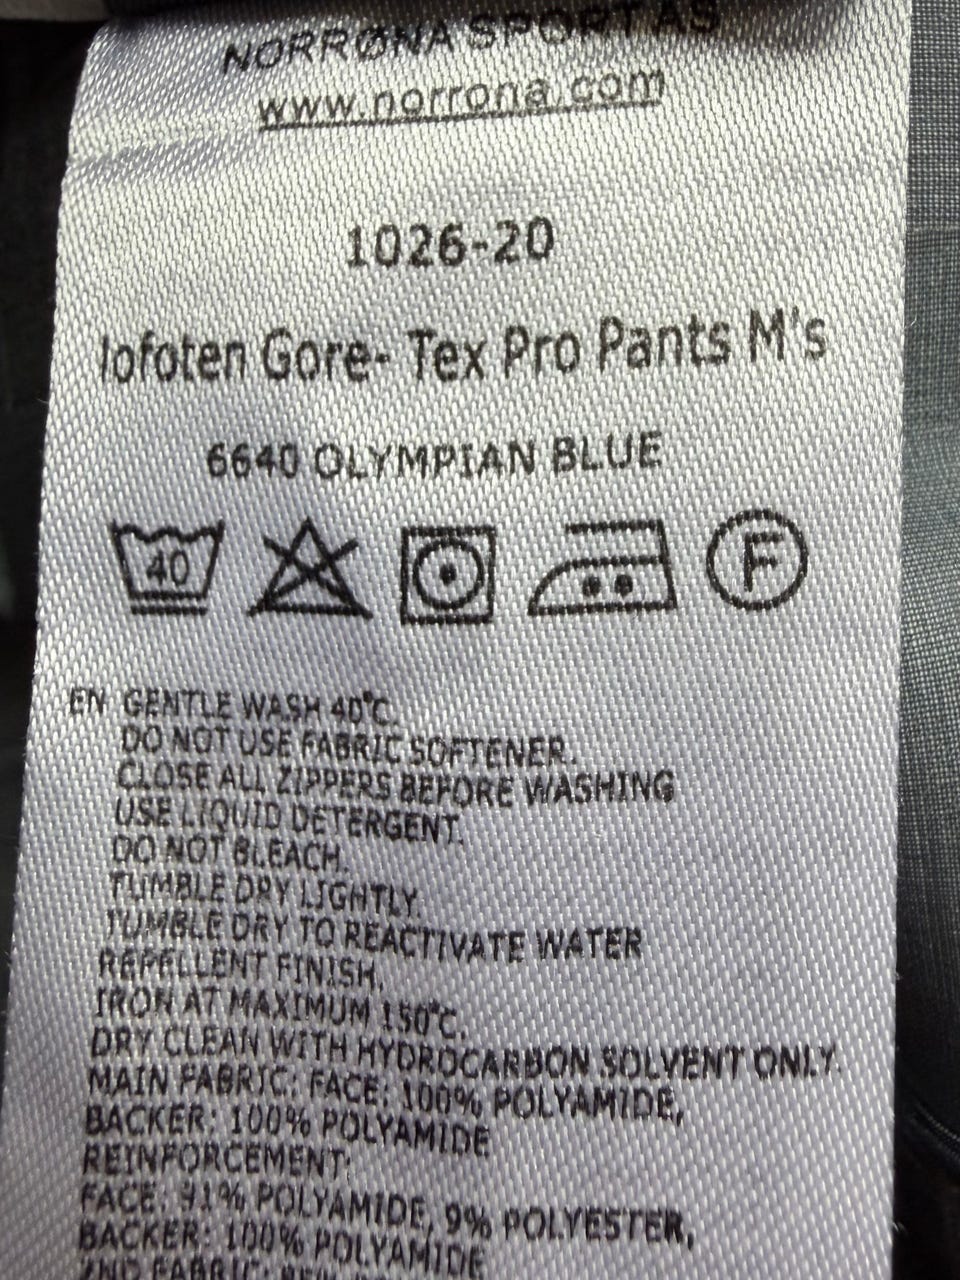 NORRØNA SPORT AS
www.norrona.com
1026-20
lofoten Gore- Tex Pro Pants M's
6640 OLYMPIAN BLUE
40
F
EN GENTLE WASH 40°C.
DO NOT USE FABRIC SOFTENER.
CLOSE ALL ZIPPERS BEFORE WASHING
USE LIQUID DETERGENT.
DO NOT BLEACH.
TUMBLE DRY LIGHTLY.
TUMBLE DRY TO REACTIVATE WATER
REPELLENT FINISH.
IRON AT MAXIMUM 150°C.
DRY CLEAN WITH HYDROCARBON SOLVENT ONLY.
MAIN FABRIC: FACE: 100% POLYAMIDE,
BACKER: 100% POLYAMIDE
REINFORCEMENT:
FACE: 91% POLYAMIDE, 9% POLYESTER,
BACKER: 100% POLYAMIDE
2ND FABRIC: